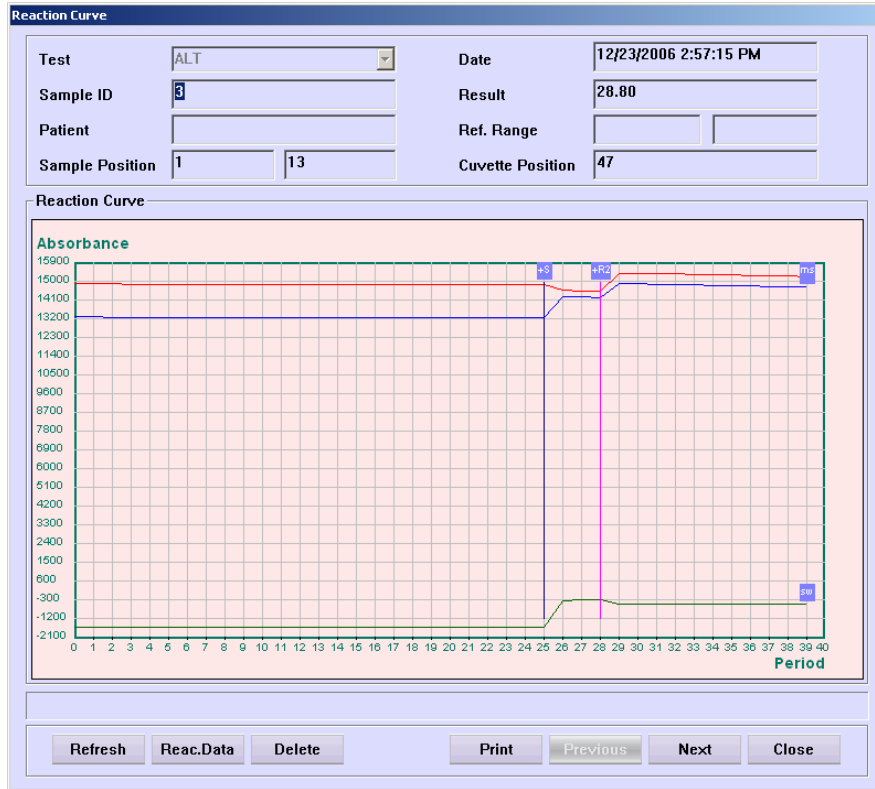 Reaction Curve
Test ALT Date 12/23/2006 2:57:15 PM
Sample ID 3 Result 28.80
Patient Ref. Range
Sample Position 1 13 Cuvette Position 47
Reaction Curve
Absorbance
15900
15000
14100
13200
12300
11400
10500
9600
8700
7800
6900
6000
5100
4200
3300
2400
1500
600
-300
-1200
-2100
+S +R2 ms
sw
0 1 2 3 4 5 6 7 8 9 10 11 12 13 14 15 16 17 18 19 20 21 22 23 24 25 26 27 28 29 30 31 32 33 34 35 36 37 38 39 40
Period
Refresh Reac.Data Delete Print Previous Next Close